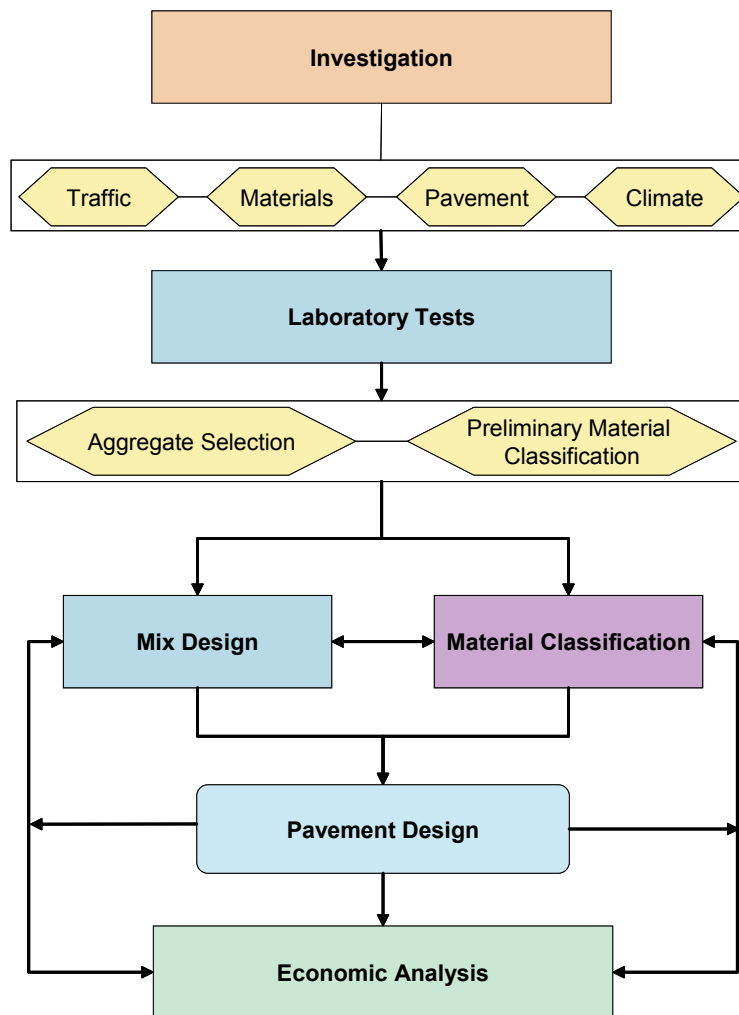 Investigation
Traffic
Materials
Pavement
Climate
Laboratory Tests
Aggregate Selection
Preliminary Material
Classification
Mix Design
Material Classification
Pavement Design
Economic Analysis